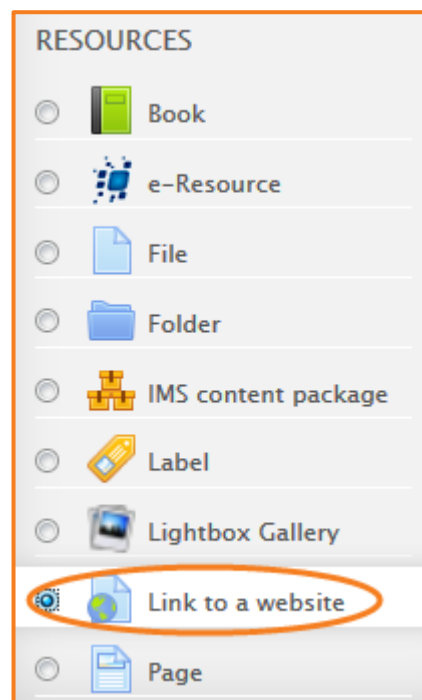 RESOURCES
Book
e-Resource
File
Folder
IMS content package
Label
Lightbox Gallery
Link to a website
Page